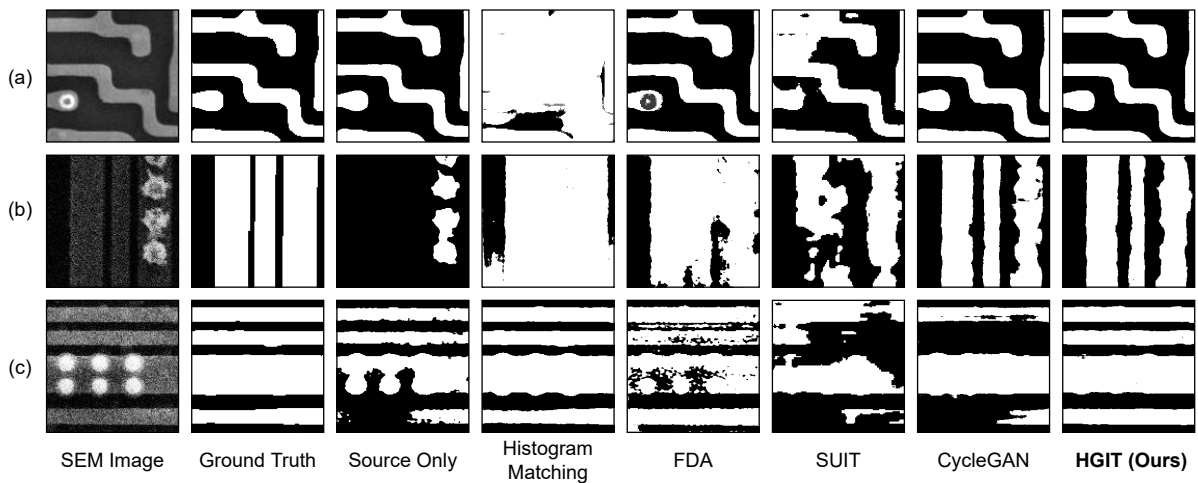 (a)
(b)
(c)
SEM Image
Ground Truth
Source Only
Histogram
Matching
FDA
SUIT
CycleGAN
HGIT (Ours)